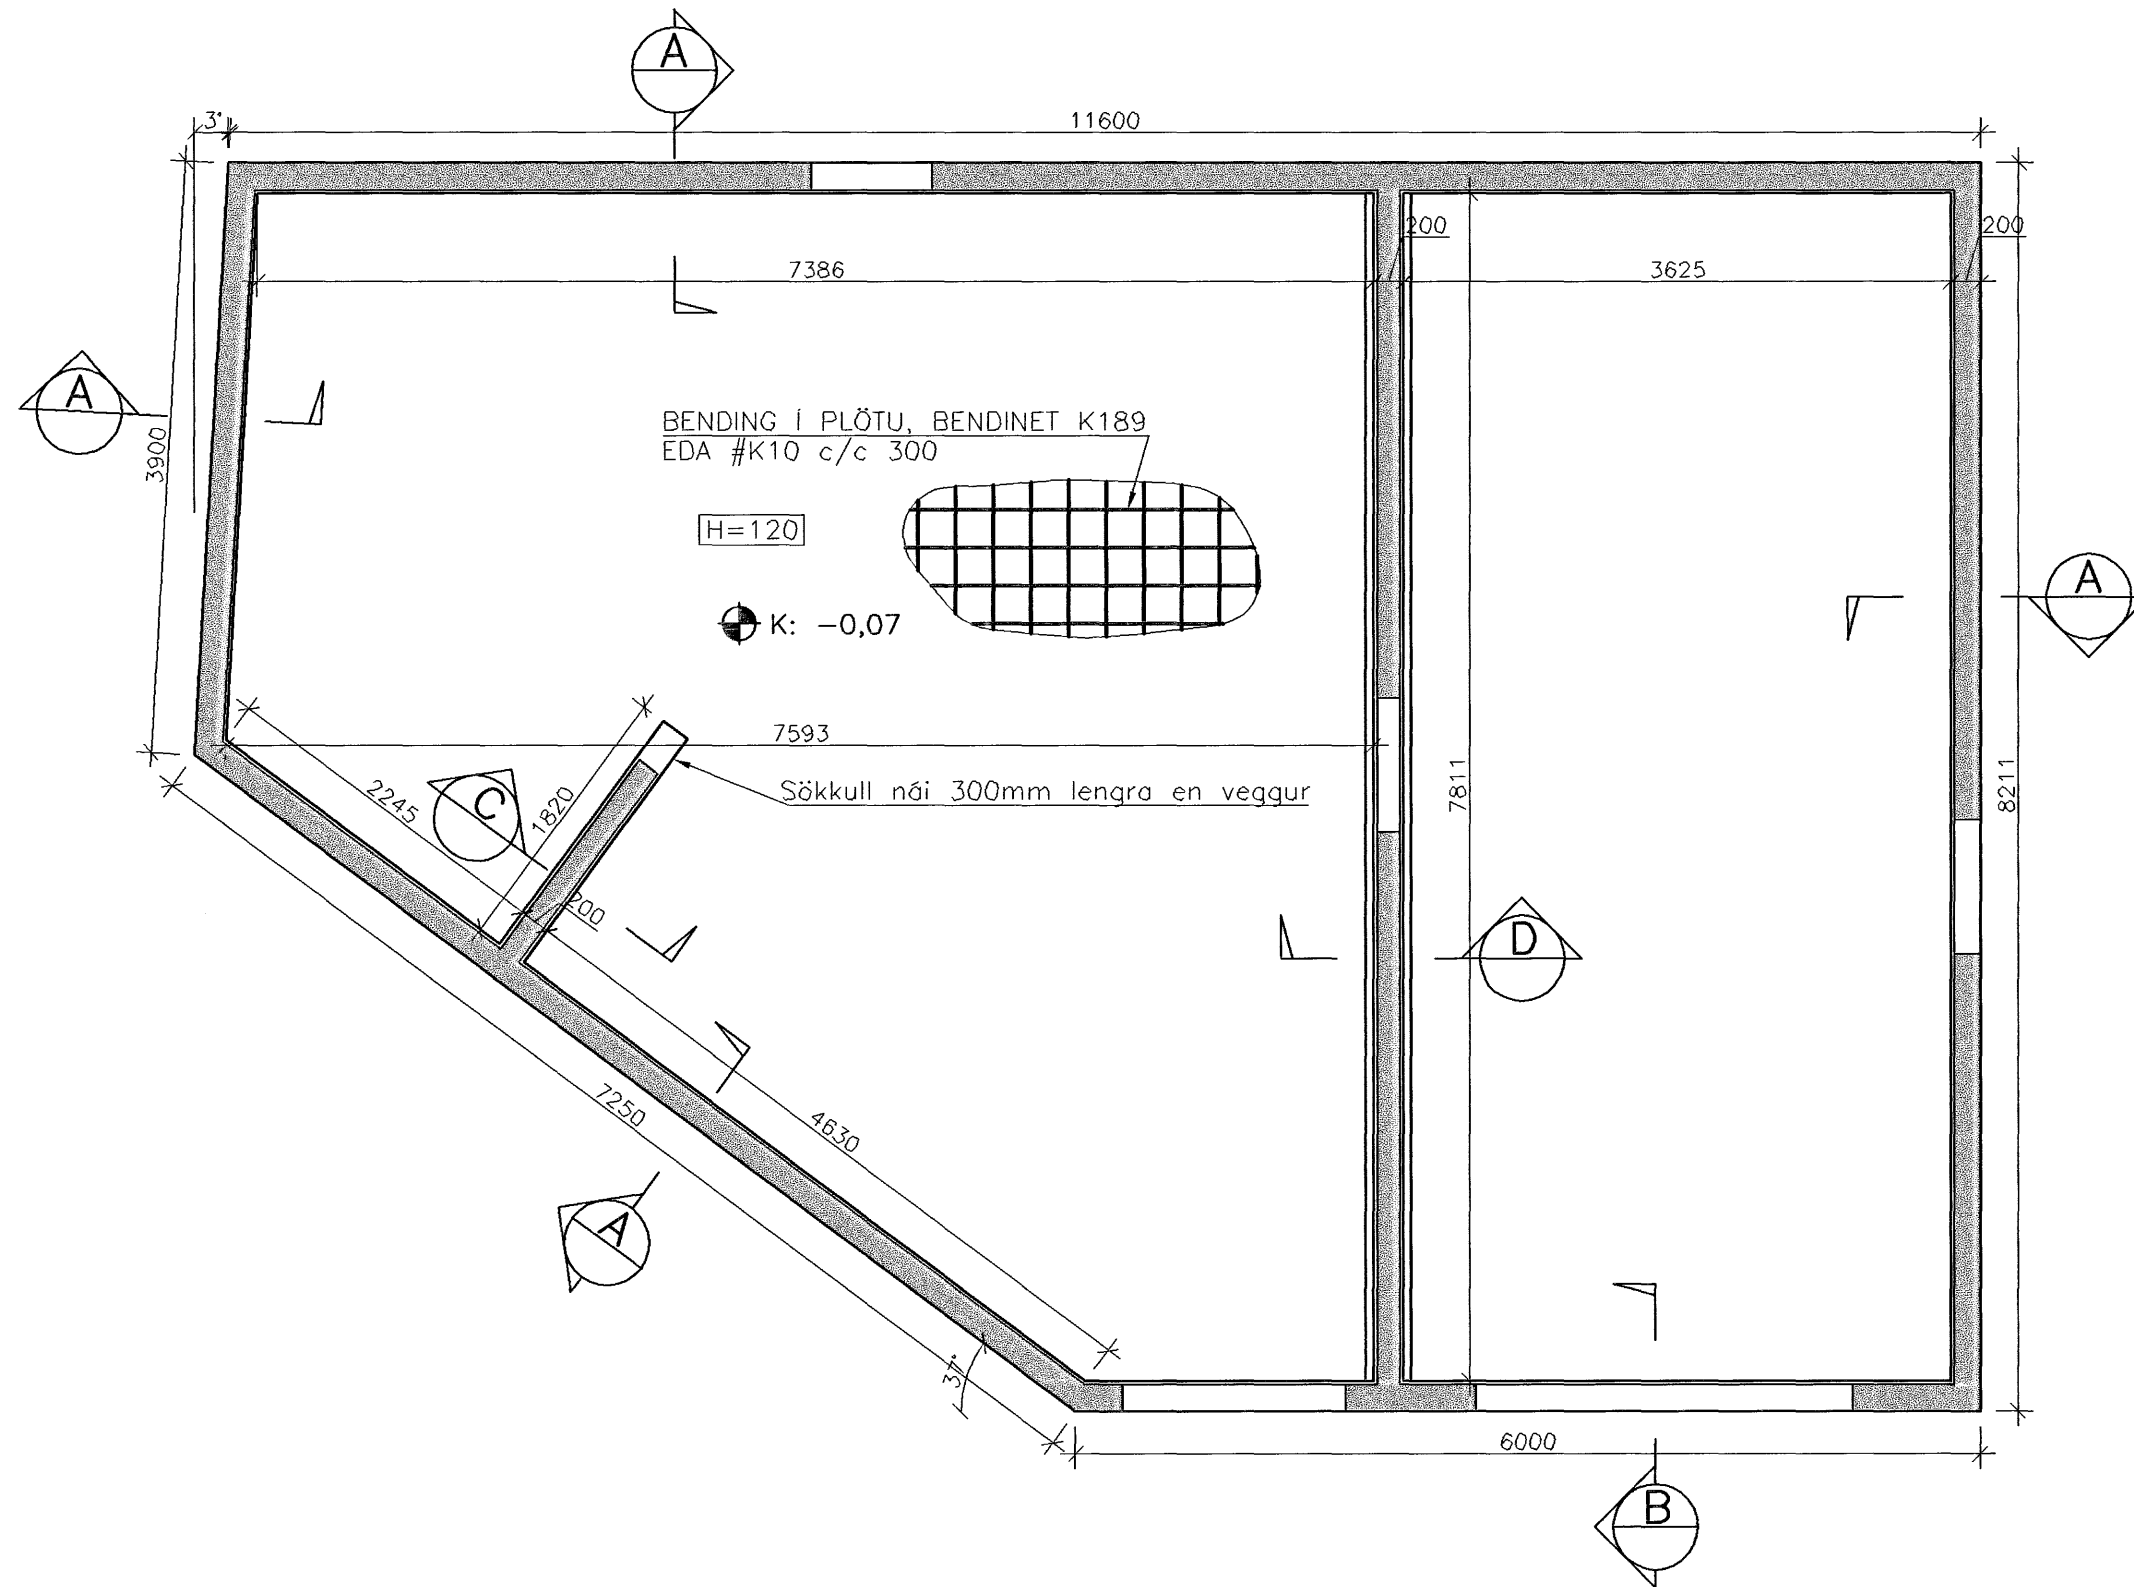 A
3°
11600
200
200
7386
3625
A
3900
BENDING Í PLÖTU, BENDINET K189
EDA #K10 c/c 300
H=120
A
K: −0,07
7593
Sökkull nái 300mm lengra en veggur
2245
C
1820
7811
8211
200
D
7250
4630
A
37°
6000
B